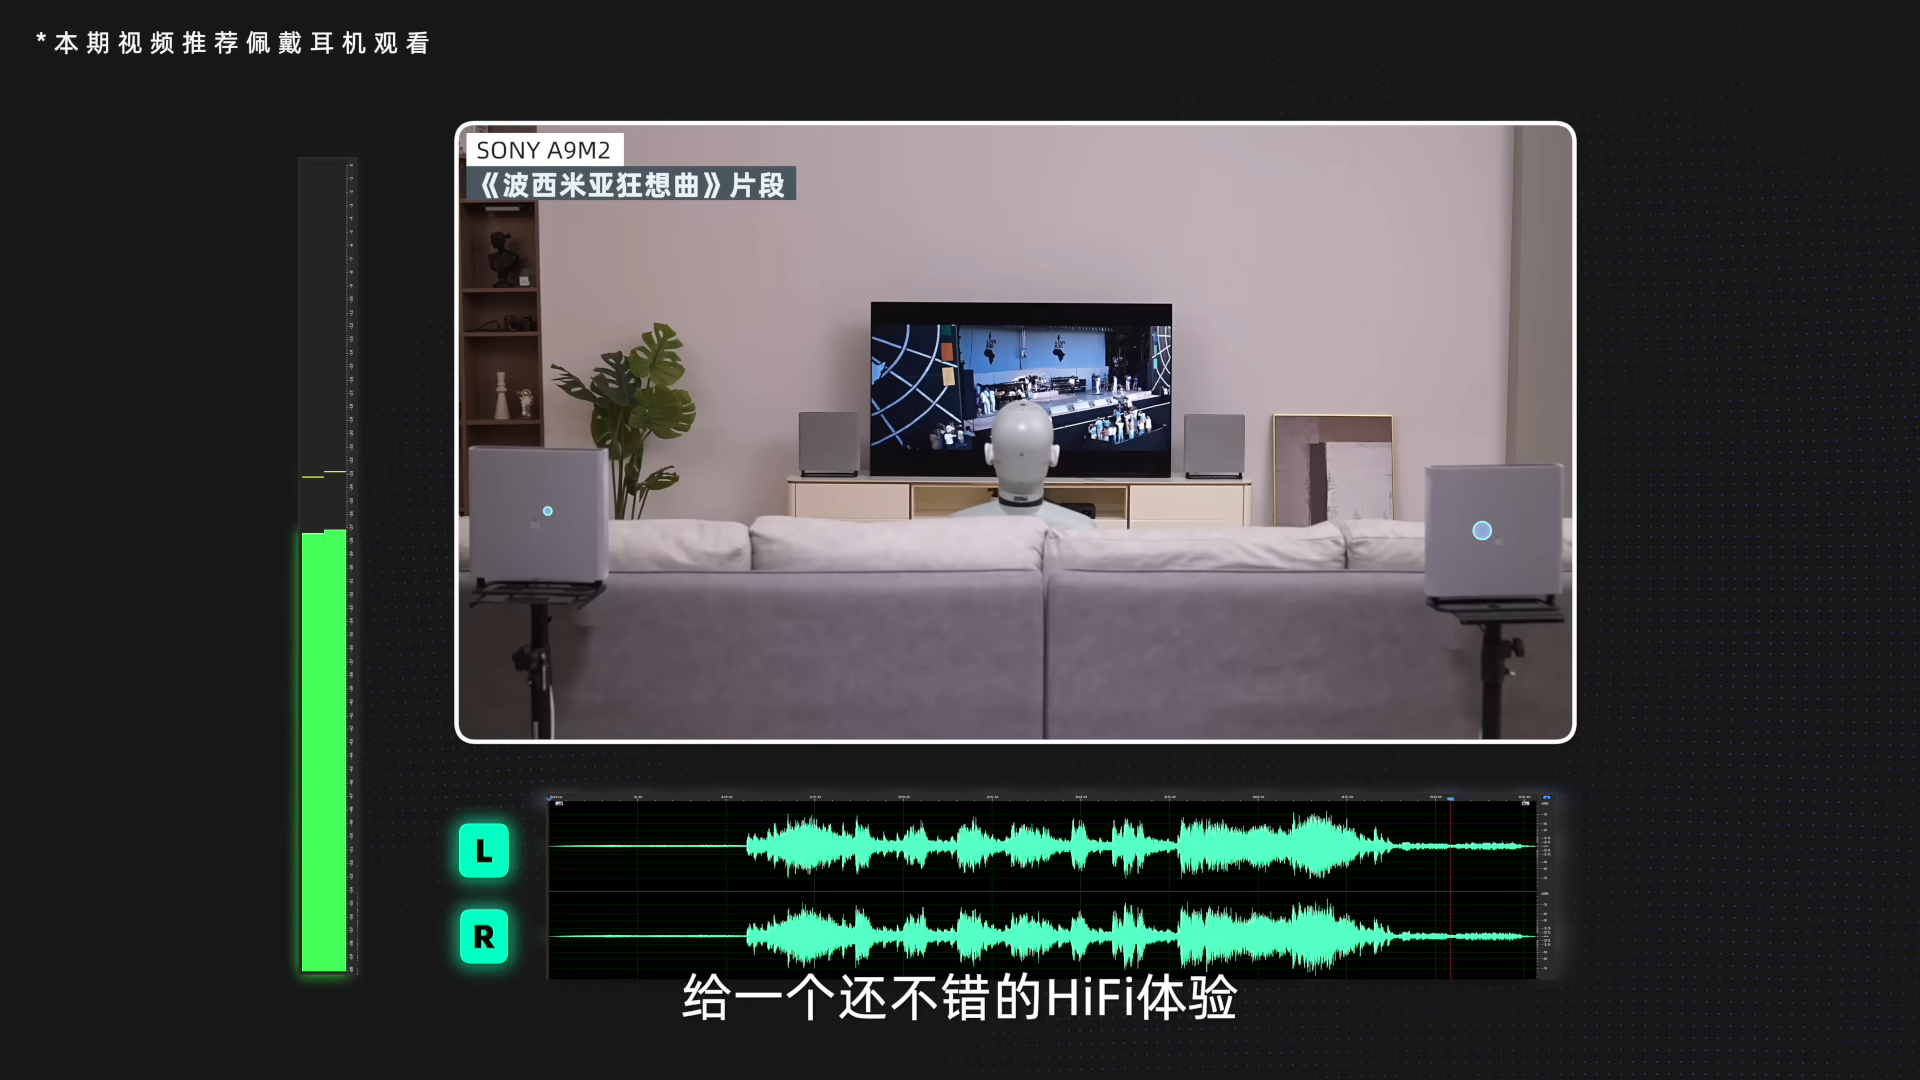 *本期视频推荐佩戴耳机观看
SONY A9M2
《波西米亚狂想曲》片段
L
R
给一个还不错的HiFi体验